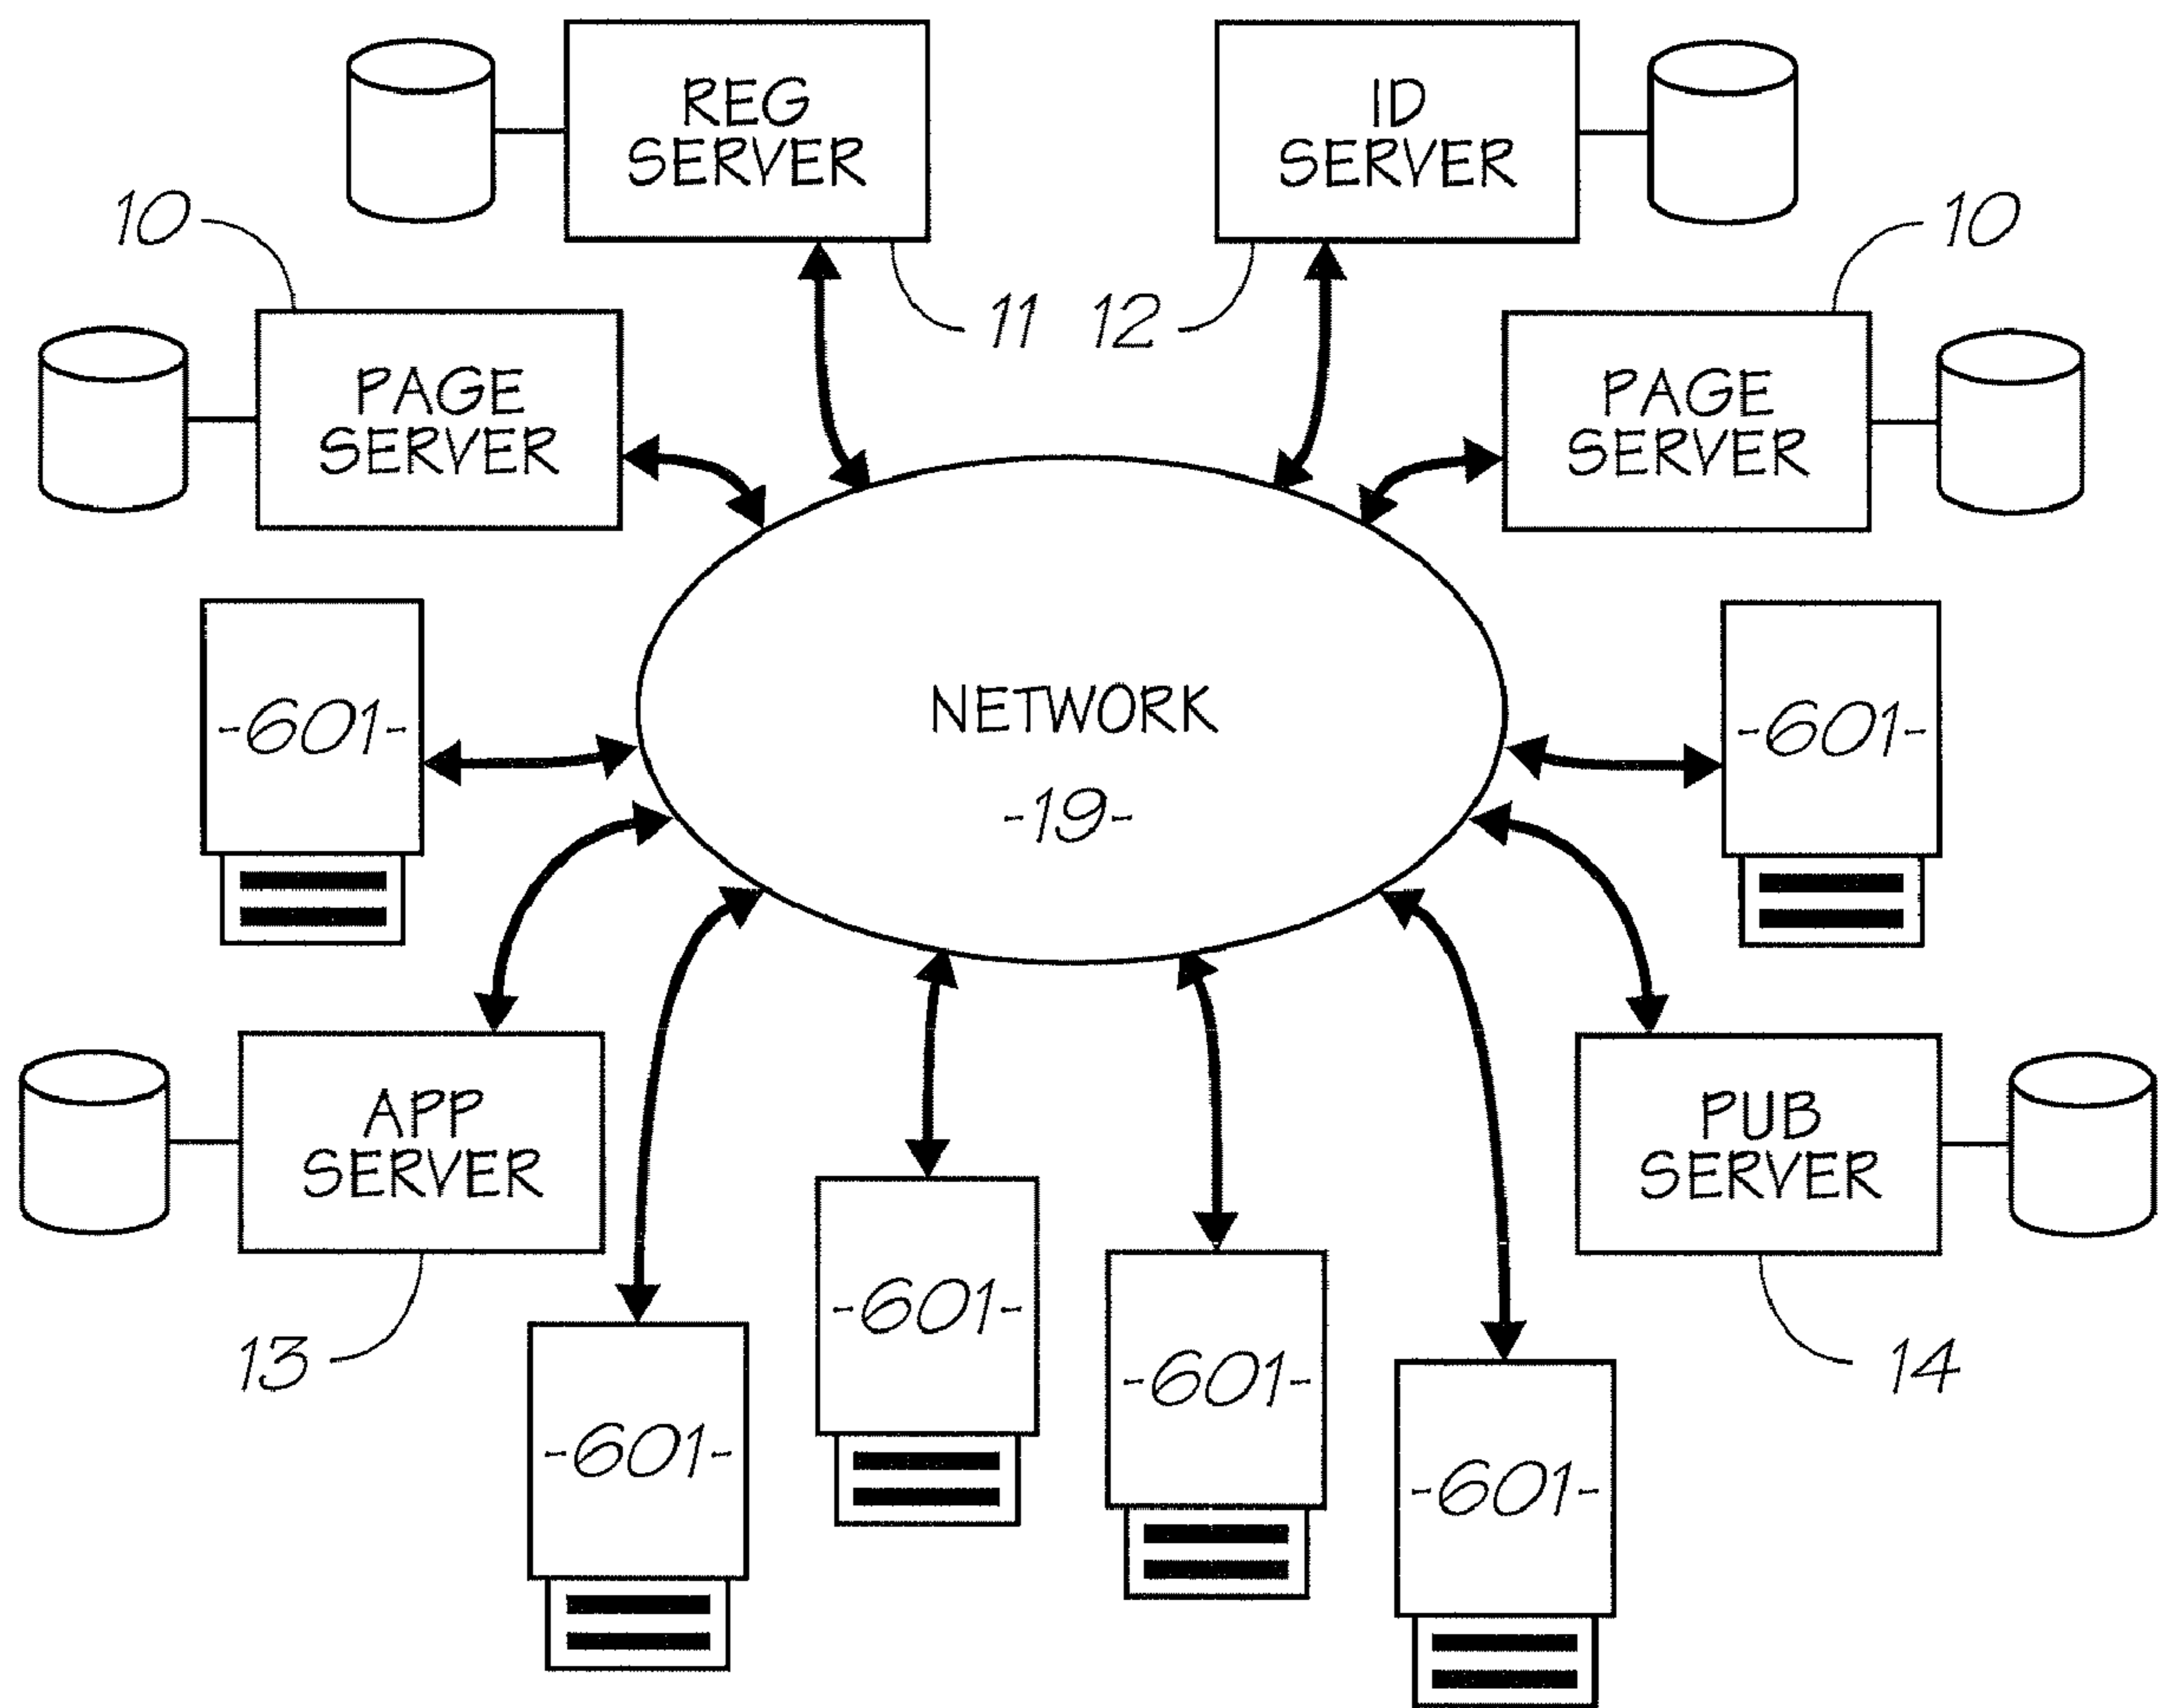 REG
SERVER
ID
SERVER
10
10
11
12
PAGE
SERVER
PAGE
SERVER
-601-
NETWORK
-19-
-601-
APP
SERVER
PUB
SERVER
13
-601-
-601-
-601-
-601-
14